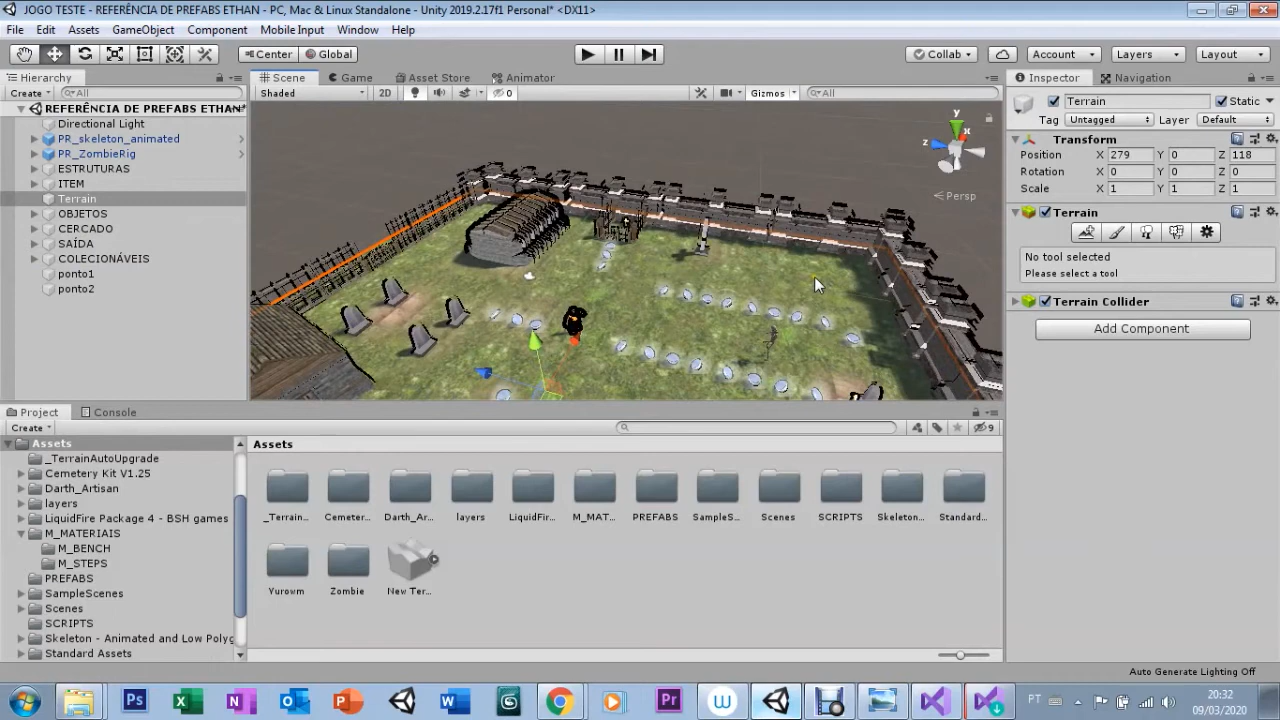 JOGO TESTE - REFERÊNCIA DE PREFABS ETHAN - PC, Mac & Linux Standalone - Unity 2019.2.17f1 Personal* <DX11>
File Edit Assets GameObject Component Mobile Input Window Help
Center Global Collab Account Layers Layout
Hierarchy
Create All
REFERÊNCIA DE PREFABS ETHAN*
Directional Light
PR_skeleton_animated
PR_ZombieRig
ESTRUTURAS
ITEM
Terrain
OBJETOS
CERCADO
SAÍDA
COLECIONÁVEIS
ponto1
ponto2
Scene Game Asset Store Animator
Shaded 2D 0 Gizmos All
y
x
z
Persp
Inspector Navigation
Terrain Static
Tag Untagged Layer Default
Transform
Position X 279 Y 0 Z 118
Rotation X 0 Y 0 Z 0
Scale X 1 Y 1 Z 1
Terrain
No tool selected
Please select a tool
Terrain Collider
Add Component
Project Console
Create 9
Assets
_TerrainAutoUpgrade
Cemetery Kit V1.25
Darth_Artisan
layers
LiquidFire Package 4 - BSH games
M_MATERIAIS
M_BENCH
M_STEPS
PREFABS
SampleScenes
Scenes
SCRIPTS
Skeleton - Animated and Low Polyg
Standard Assets
Assets
_Terrain... Cemeter... Darth_Ar... layers LiquidFir... M_MAT... PREFABS SampleS... Scenes SCRIPTS Skeleton... Standard...
Yurowm Zombie New Ter...
Auto Generate Lighting Off
Ps P Pr W PT 20:32
09/03/2020